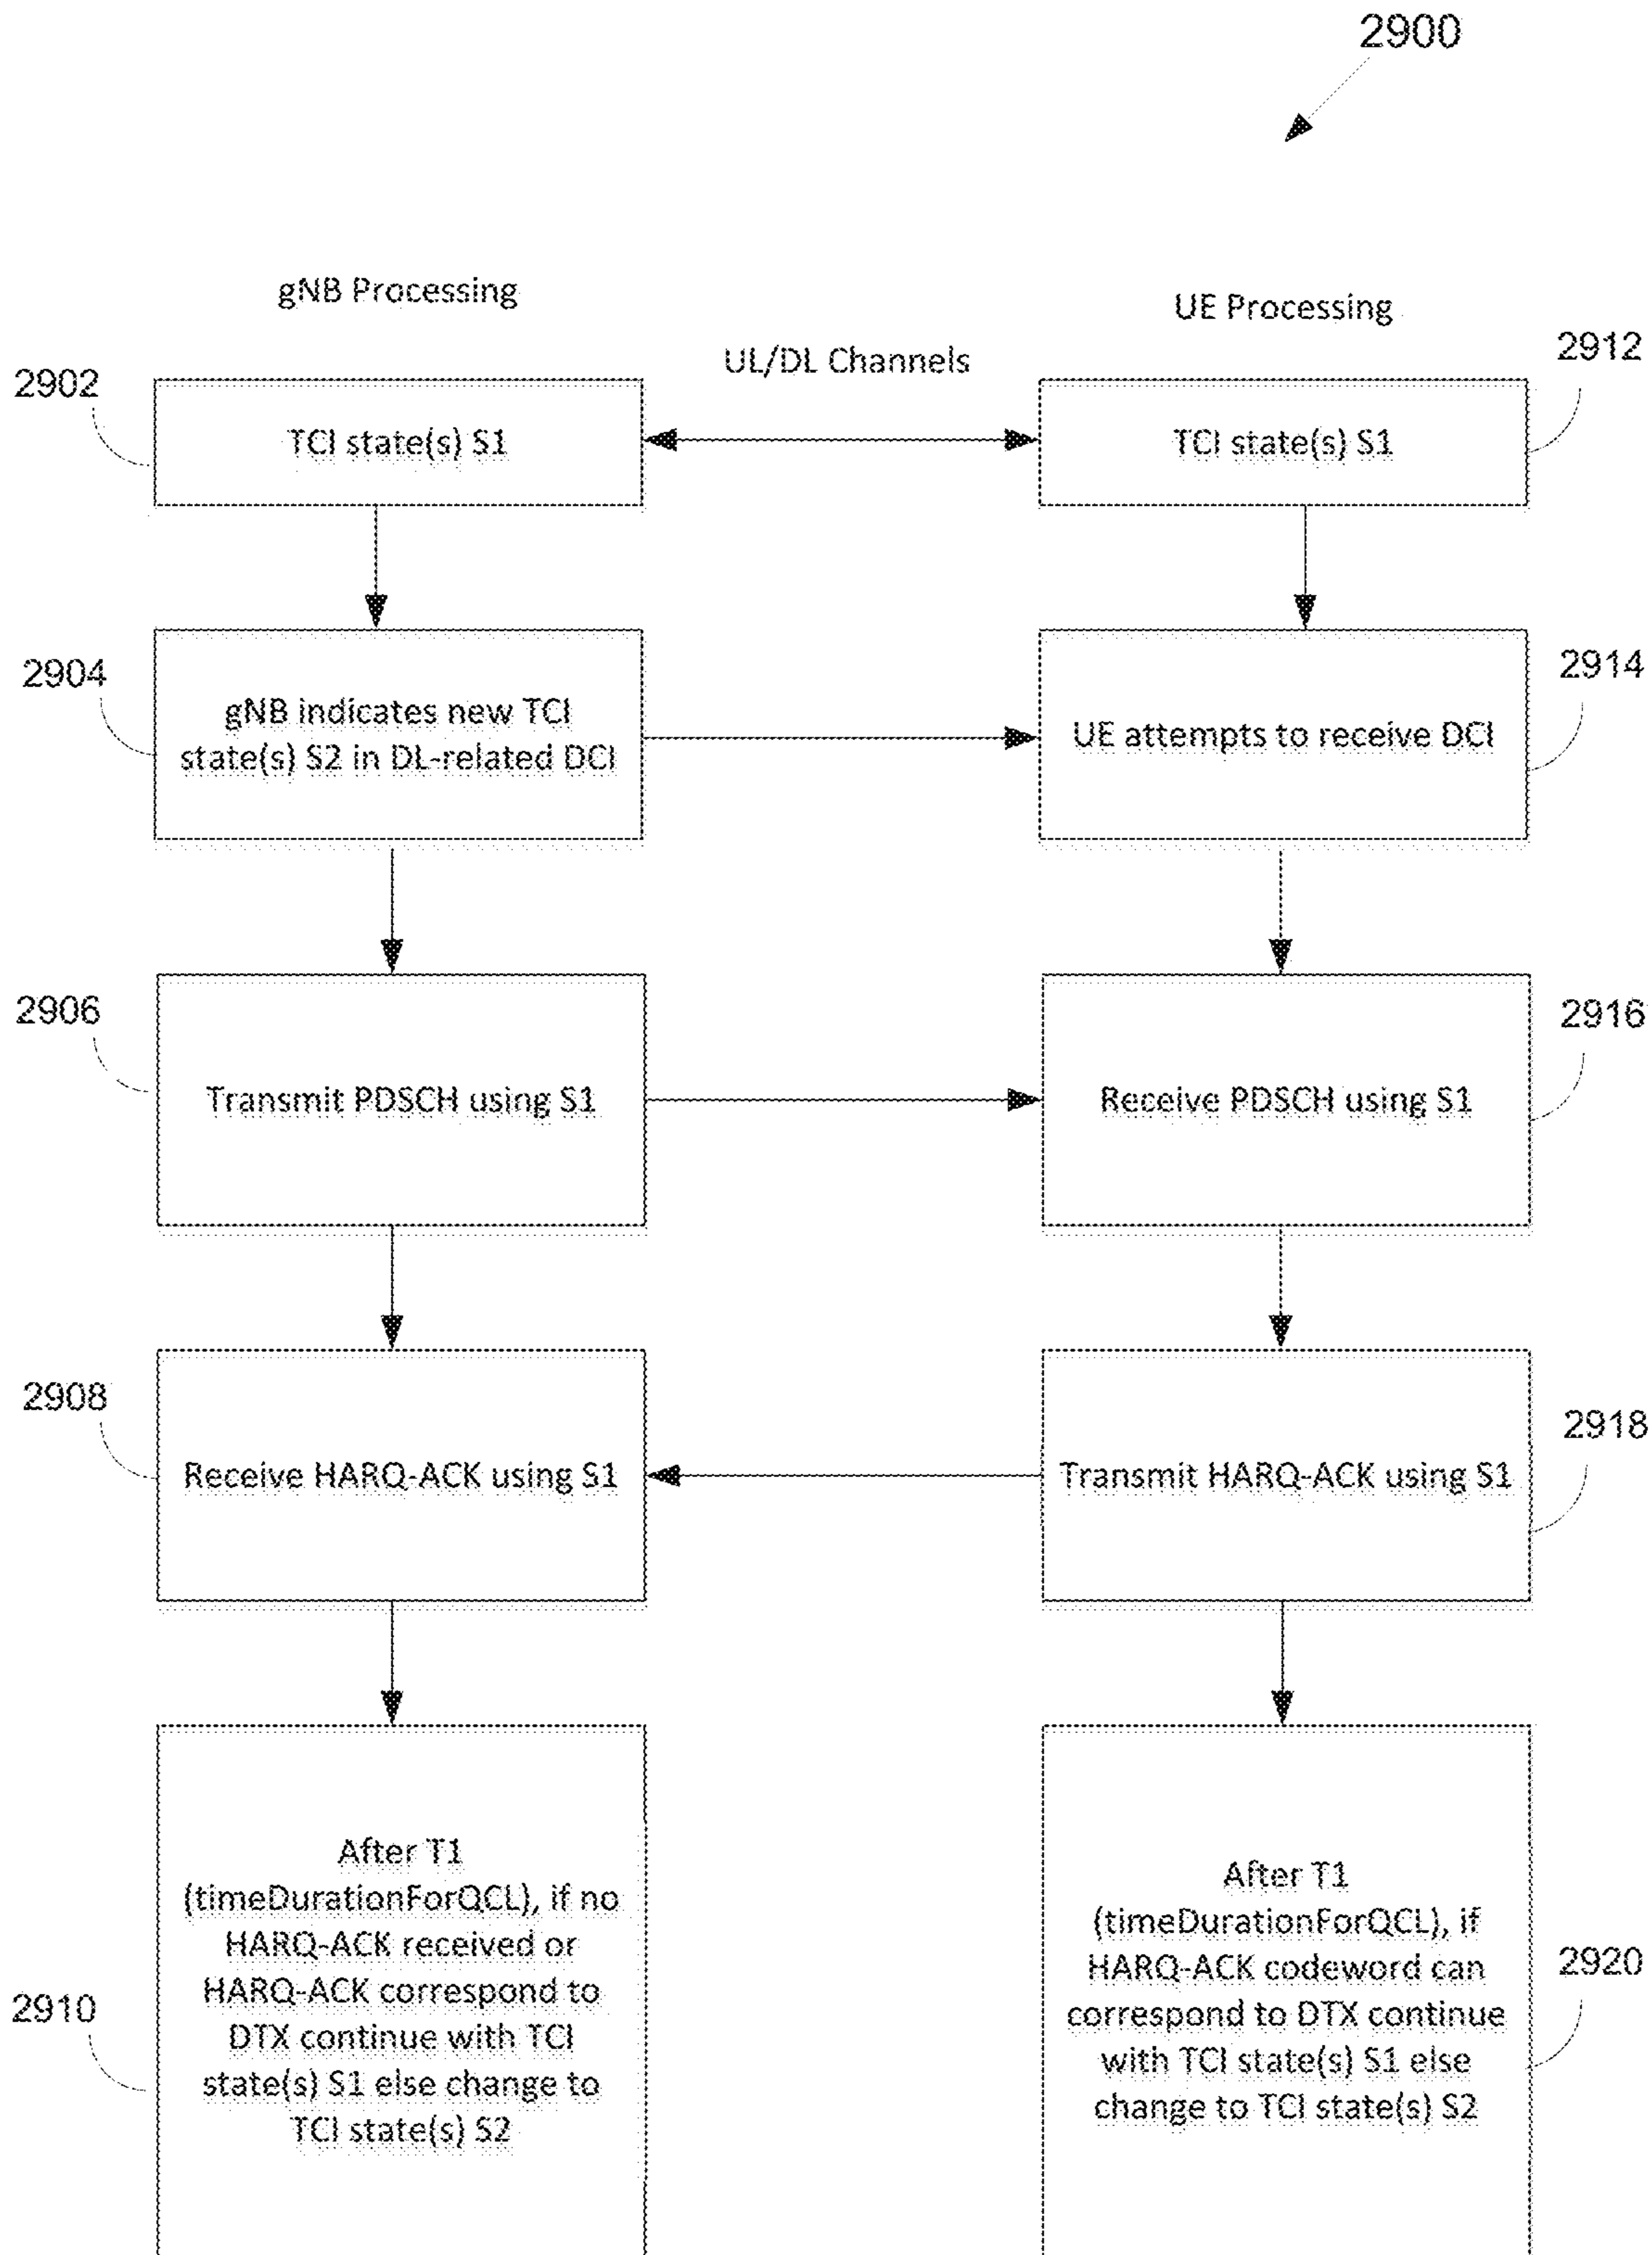 2900
gNB Processing
UE Processing
UL/DL Channels
2902
TCI state(s) S1
TCI state(s) S1
2912
2904
gNB indicates new TCI
state(s) S2 in DL-related DCI
UE attempts to receive DCI
2914
2906
Transmit PDSCH using S1
Receive PDSCH using S1
2916
2908
Receive HARQ-ACK using S1
Transmit HARQ-ACK using S1
2918
2910
After T1
(timeDurationForQCL), if no
HARQ-ACK received or
HARQ-ACK correspond to
DTX continue with TCI
state(s) S1 else change to
TCI state(s) S2
After T1
(timeDurationForQCL), if
HARQ-ACK codeword can
correspond to DTX continue
with TCI state(s) S1 else
change to TCI state(s) S2
2920